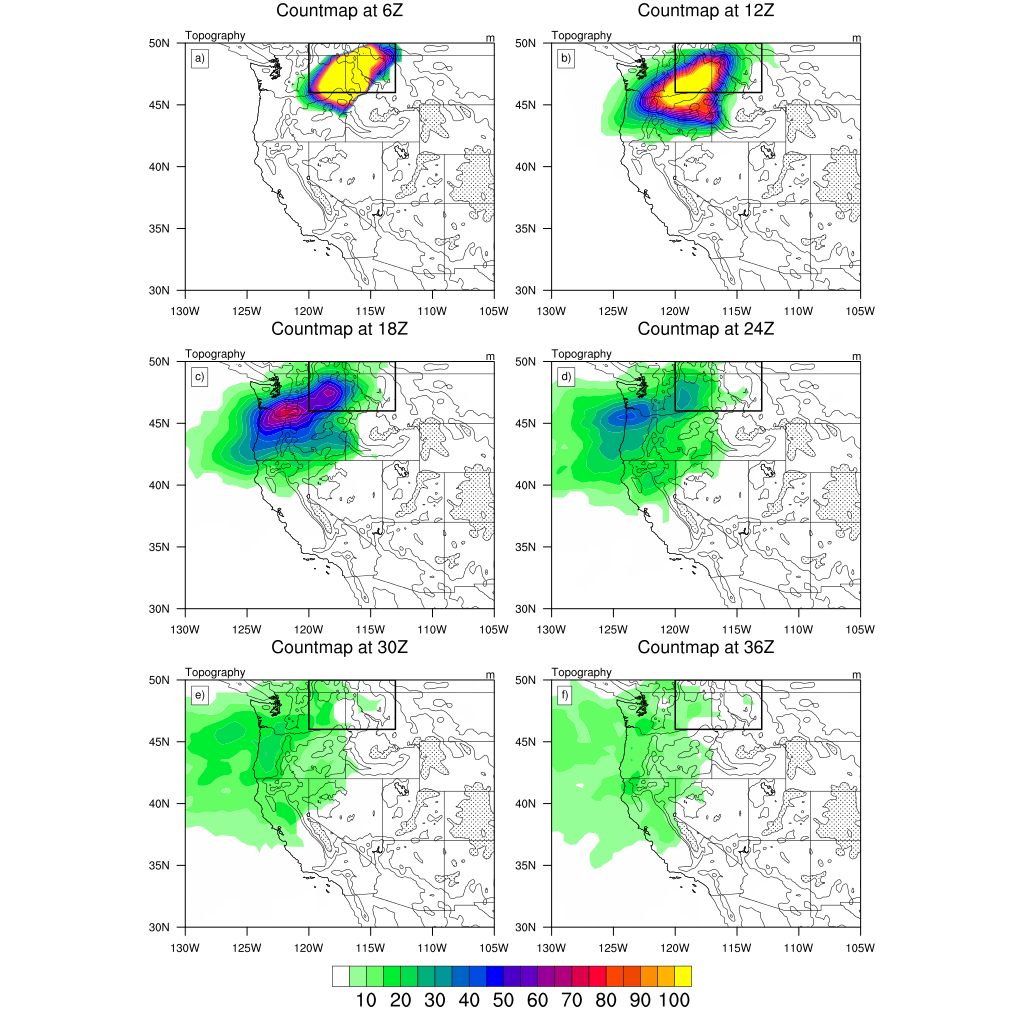 Countmap at 6Z
Countmap at 12Z
Topography m
Topography m
50N
a)
45N
40N
35N
30N
130W 125W 120W 115W 110W 105W
50N
b)
45N
40N
35N
30N
130W 125W 120W 115W 110W 105W
Countmap at 18Z
Countmap at 24Z
Topography m
Topography m
50N
c)
45N
40N
35N
30N
130W 125W 120W 115W 110W 105W
50N
d)
45N
40N
35N
30N
130W 125W 120W 115W 110W 105W
Countmap at 30Z
Countmap at 36Z
Topography m
Topography m
50N
e)
45N
40N
35N
30N
130W 125W 120W 115W 110W 105W
50N
f)
45N
40N
35N
30N
130W 125W 120W 115W 110W 105W
10 20 30 40 50 60 70 80 90 100